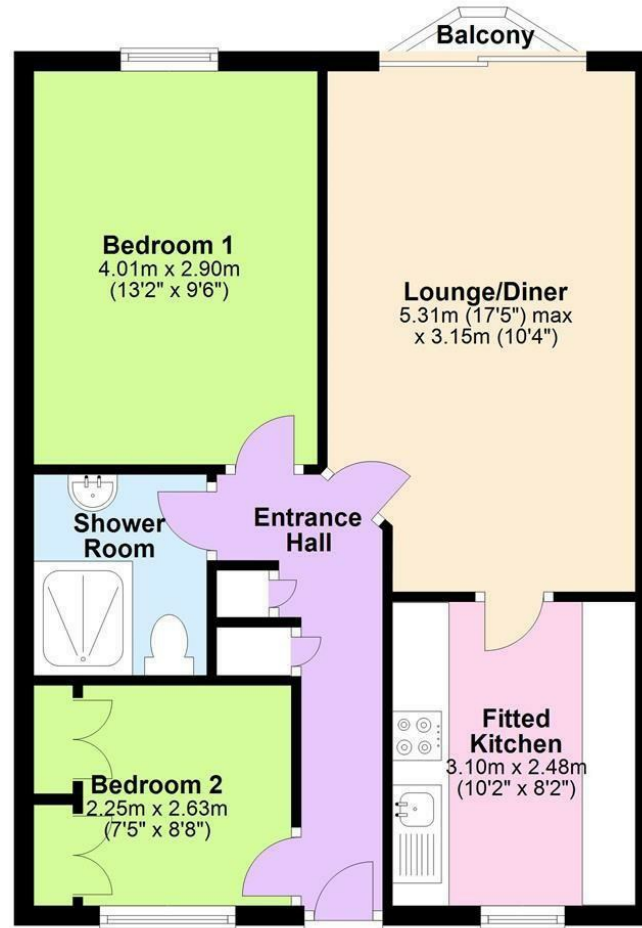 Balcony
Bedroom 1
4.01m x 2.90m
(13'2" x 9'6")
Lounge/Diner
5.31m (17'5") max
x 3.15m (10'4")
Shower
Room
Entrance
Hall
Fitted
Kitchen
3.10m x 2.48m
(10'2" x 8'2")
Bedroom 2
2.25m x 2.63m
(7'5" x 8'8")